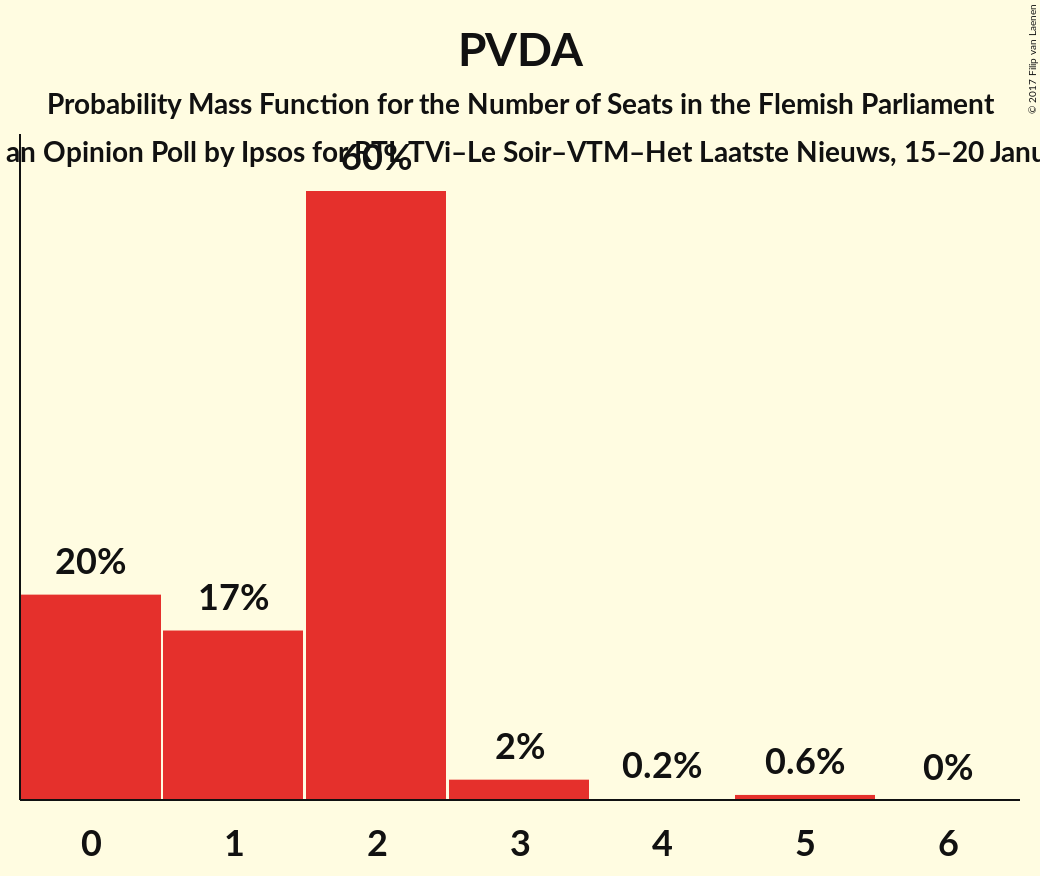 PVDA
Probability Mass Function for the Number of Seats in the Flemish Parliament
an Opinion Poll by Ipsos for RTL TVi–Le Soir–VTM–Het Laatste Nieuws, 15–20 Janu
60%
20%
17%
2%
0.2%
0.6%
0%
0 1 2 3 4 5 6
© 2017 Filip van Laenen